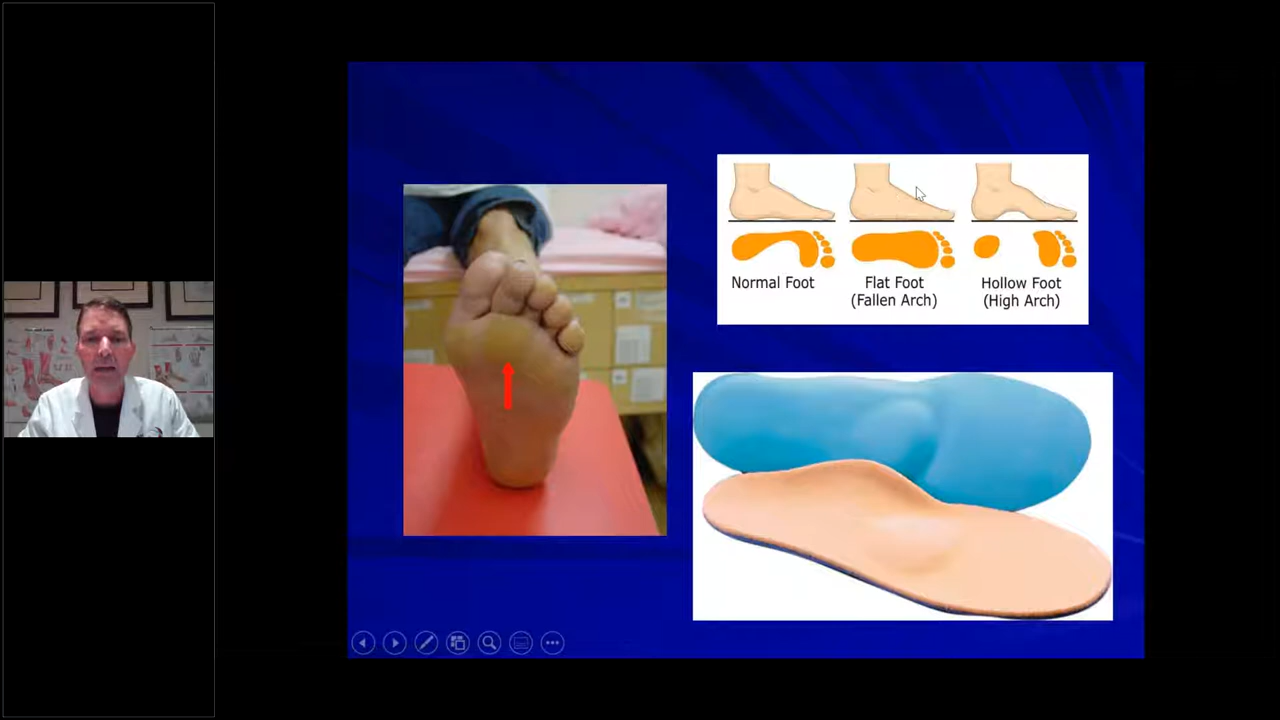 Normal Foot
Flat Foot
(Fallen Arch)
Hollow Foot
(High Arch)